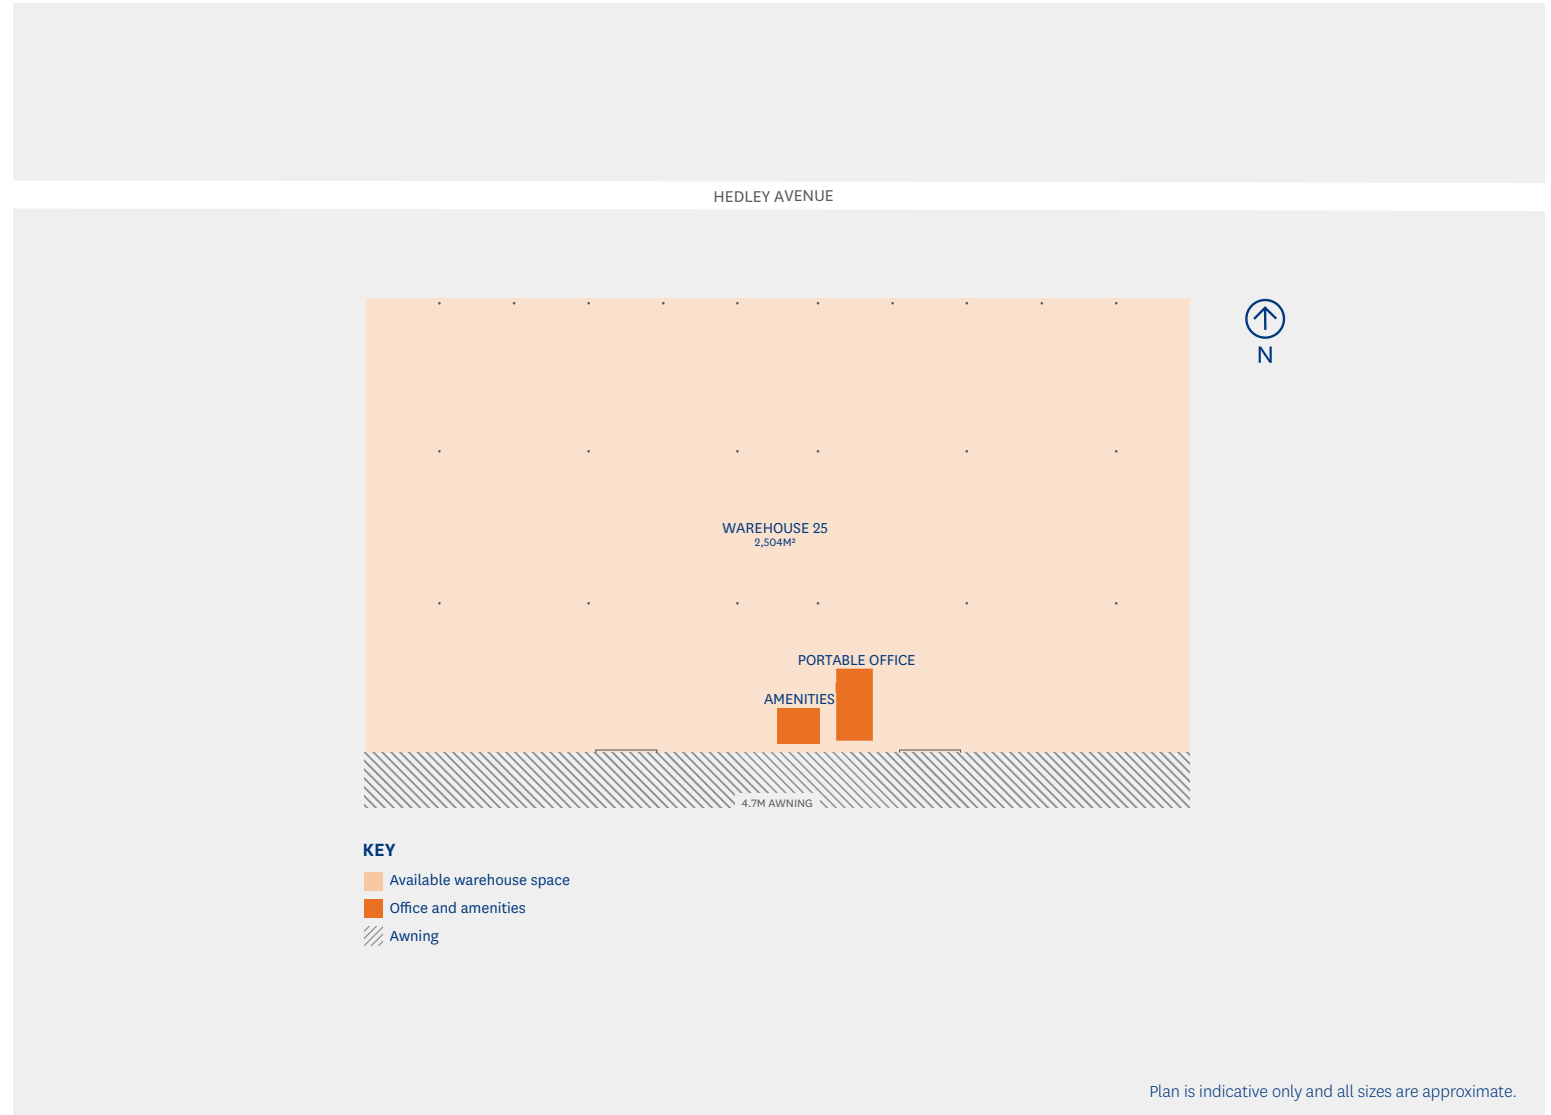 HEDLEY AVENUE
N
WAREHOUSE 25
2,504M²
PORTABLE OFFICE
AMENITIES
4.7M AWNING
KEY
Available warehouse space
Office and amenities
Awning
Plan is indicative only and all sizes are approximate.